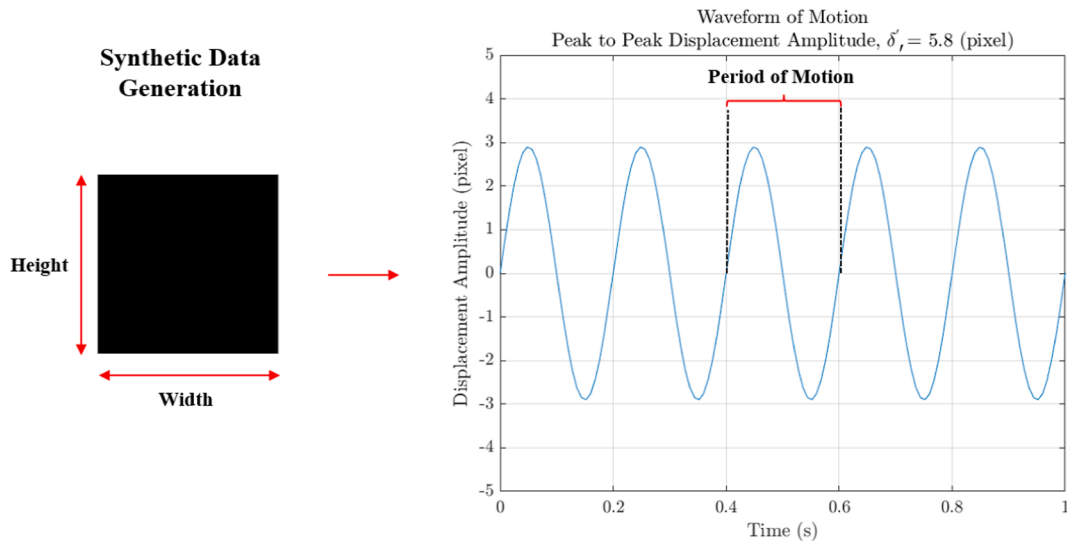 Synthetic Data
Generation
Height
Width
Waveform of Motion
Peak to Peak Displacement Amplitude, δ′, = 5.8 (pixel)
Period of Motion
Displacement Amplitude (pixel)
5
4
3
2
1
0
-1
-2
-3
-4
-5
0 0.2 0.4 0.6 0.8 1
Time (s)